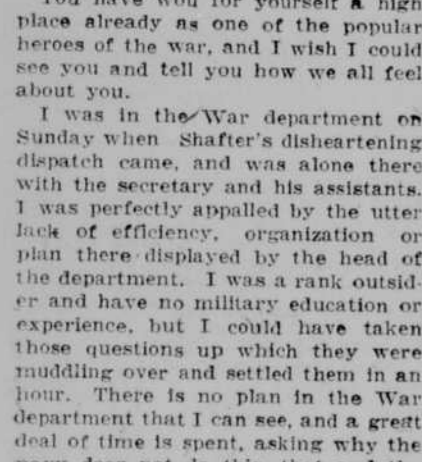 You have won for yourself a high
place already as one of the popular
heroes of the war, and I wish I could
see you and tell you how we all feel
about you.
I was in the War department on
Sunday when Shafter's disheartening
dispatch came, and was alone there
with the secretary and his assistants.
I was perfectly appalled by the utter
lack of efficiency, organization or
plan there displayed by the head of
the department. I was a rank outsid-
er and have no military education or
experience, but I could have taken
those questions up which they were
muddling over and settled them in an
hour. There is no plan in the War
department that I can see, and a great
deal of time is spent, asking why the